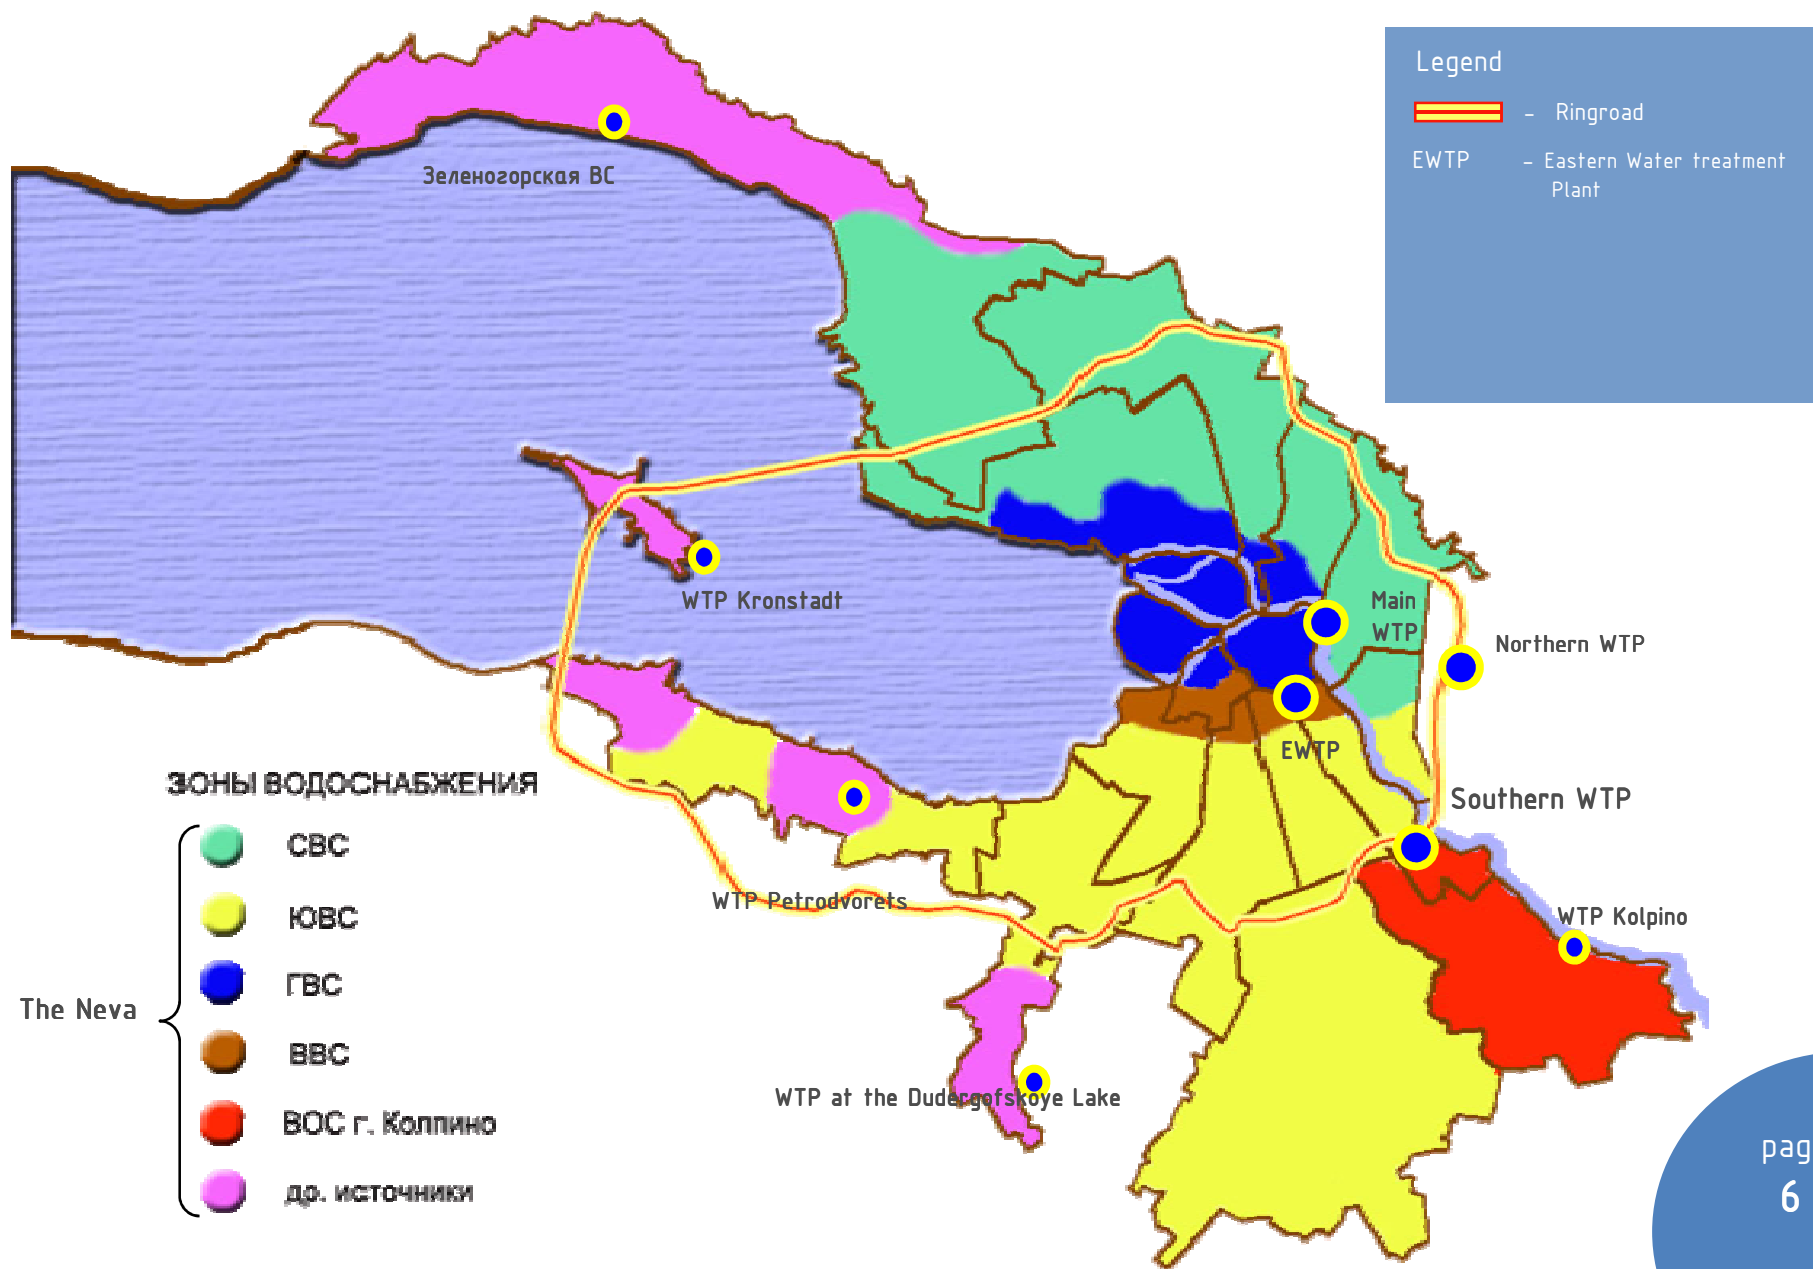 Legend
– Ringroad
EWTP – Eastern Water treatment
Plant
Зеленогорская ВС
WTP Kronstadt
Main
WTP
Northern WTP
EWTP
Southern WTP
WTP Petrodvorets
WTP Kolpino
WTP at the Dudergofskoye Lake
ЗОНЫ ВОДОСНАБЖЕНИЯ
The Neva
СВС
ЮВС
ГВС
ВВС
ВОС г. Колпино
др. источники
pag
6